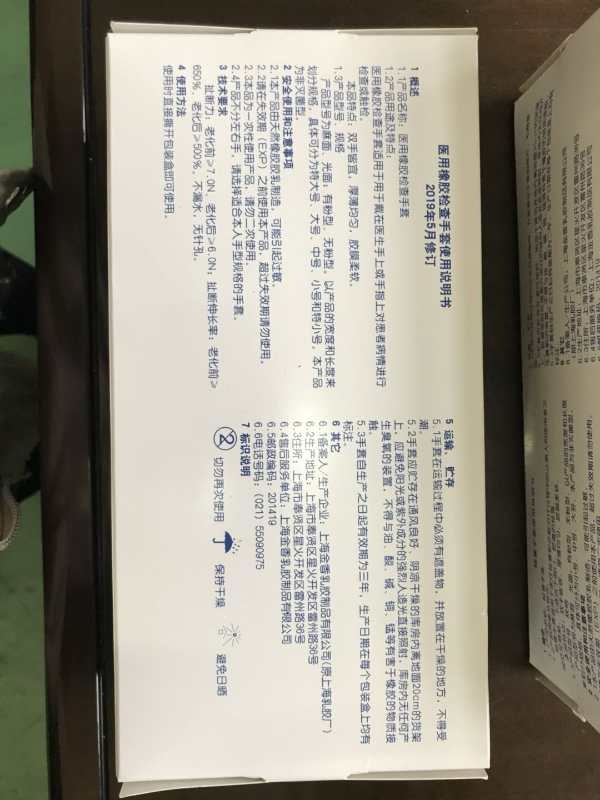 医用橡胶检查手套使用说明书
2019年5月修订
1 概述
1.1产品名称：医用橡胶检查手套
1.2产品用途及特点：
医用橡胶检查手套适用于用于戴在医生手上或手指上对患者病情进行
检查或触检。
本品特点：双手皆宜，厚薄均匀，胶膜柔软。
1.3产品型号、规格
产品型号为麻面、光面；有粉型、无粉型，以产品的宽度和长度来
划分规格，具体可分为特大号、大号、中号、小号和特小号，本产品
为非灭菌型。
2 安全使用和注意事项
2.1本产品由天然橡胶胶乳制造，可能引起过敏。
2.2请在失效期（EXP）之前使用本产品，超过失效期请勿使用。
2.3本品为一次性使用产品，请勿二次使用。
2.4产品不分左右手，请选择适合本人手型规格的手套。
3 技术要求
扯断力：老化前≥7.0N，老化后≥6.0N；扯断伸长率：老化前≥
650%，老化后≥500%，不漏水，无针孔。
4 使用方法
使用时直接撕开包装盒即可使用。
5 运输、贮存
5.1手套在运输过程中必须有遮盖物，并放置在干燥的地方，不得受
潮。
5.2手套应贮存在通风良好、阴凉干燥的库房内离地面20cm的货架
上，应避免阳光或紫外成分的强烈人造光直接照射，库房内无任何产
生臭氧的装置，不得与油、酸、碱、铜、锰等有害于橡胶的物质接
触。
5.3手套自生产之日起有效期为三年，生产日期在每个包装盒上均有
标注。
6 其它
6.1备案人/生产企业：上海金香乳胶制品有限公司(原上海乳胶厂)
6.2生产地址：上海市奉贤区星火开发区雷州路36号
6.3住所：上海市奉贤区星火开发区雷州路36号
6.4售后服务单位：上海金香乳胶制品有限公司
6.5邮政编码：201419
6.6电话号码：(021) 55090975
7 标识说明
切勿再次使用 保持干燥 避免日晒